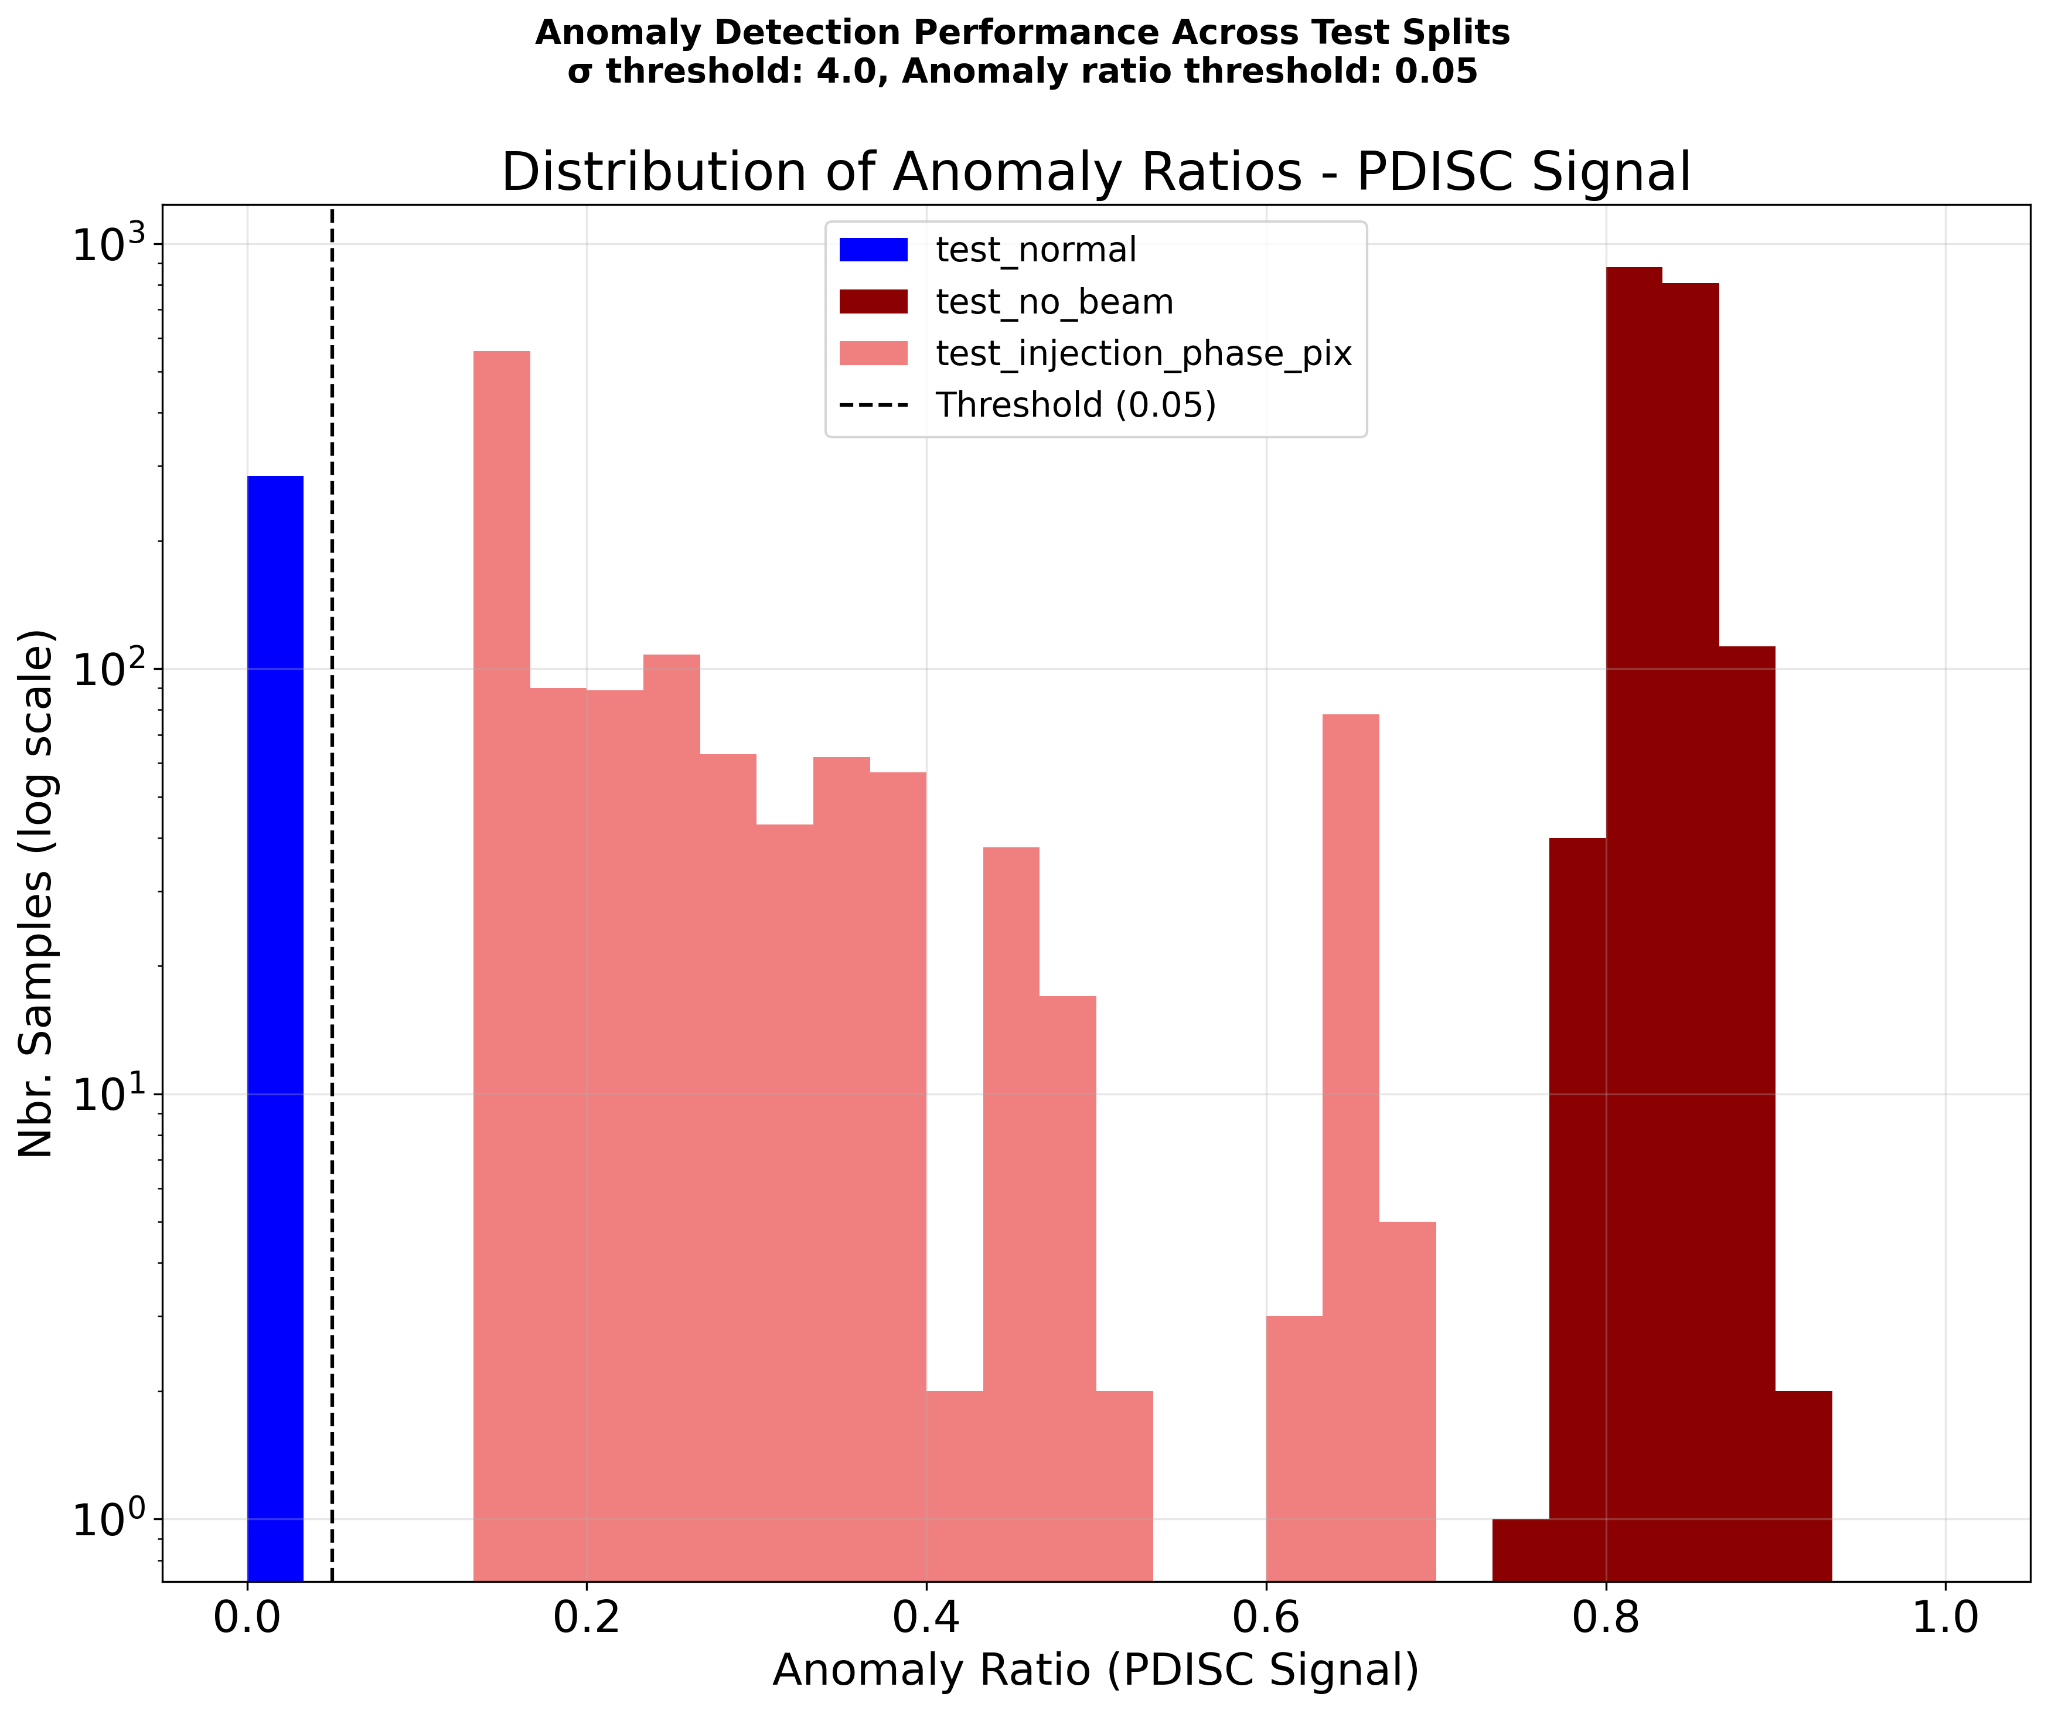 Anomaly Detection Performance Across Test Splits
σ threshold: 4.0, Anomaly ratio threshold: 0.05
Distribution of Anomaly Ratios - PDISC Signal
test_normal
test_no_beam
test_injection_phase_pix
Threshold (0.05)
Nbr. Samples (log scale)
10³
10²
10¹
10⁰
0.0 0.2 0.4 0.6 0.8 1.0
Anomaly Ratio (PDISC Signal)